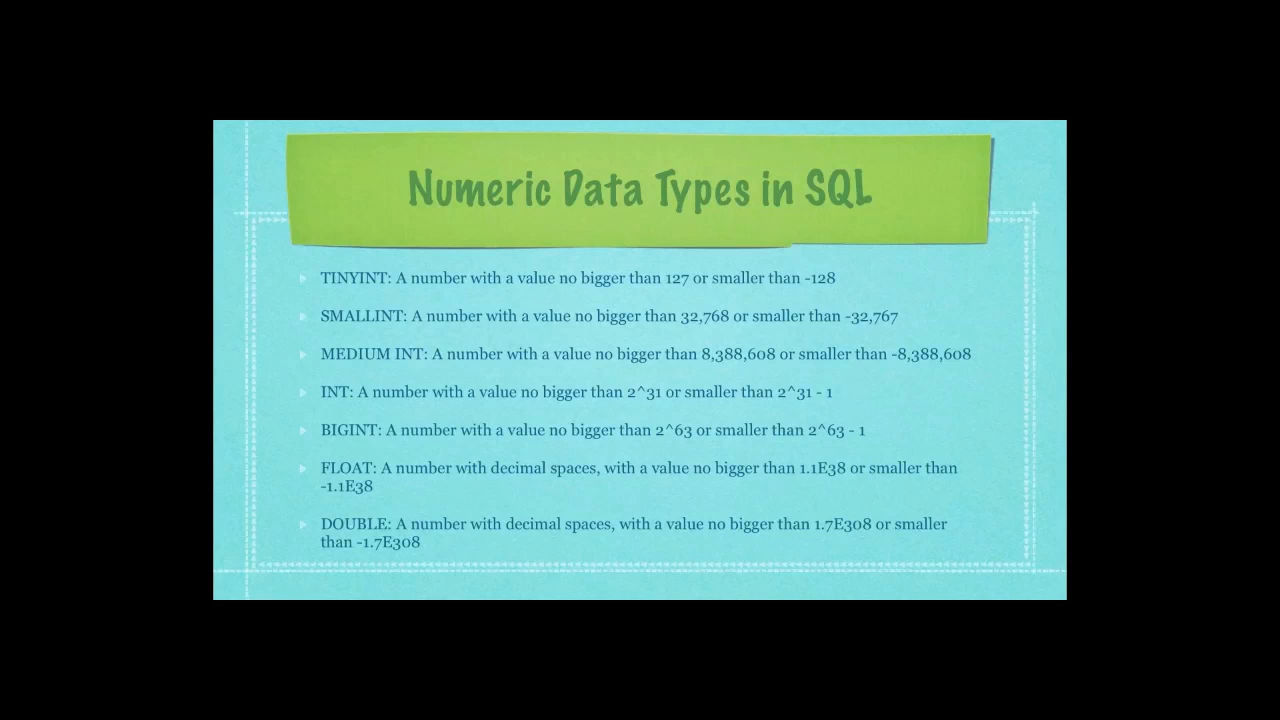 Numeric Data Types in SQL
TINYINT: A number with a value no bigger than 127 or smaller than -128
SMALLINT: A number with a value no bigger than 32,768 or smaller than -32,767
MEDIUM INT: A number with a value no bigger than 8,388,608 or smaller than -8,388,608
INT: A number with a value no bigger than 2^31 or smaller than 2^31 - 1
BIGINT: A number with a value no bigger than 2^63 or smaller than 2^63 - 1
FLOAT: A number with decimal spaces, with a value no bigger than 1.1E38 or smaller than
-1.1E38
DOUBLE: A number with decimal spaces, with a value no bigger than 1.7E308 or smaller
than -1.7E308